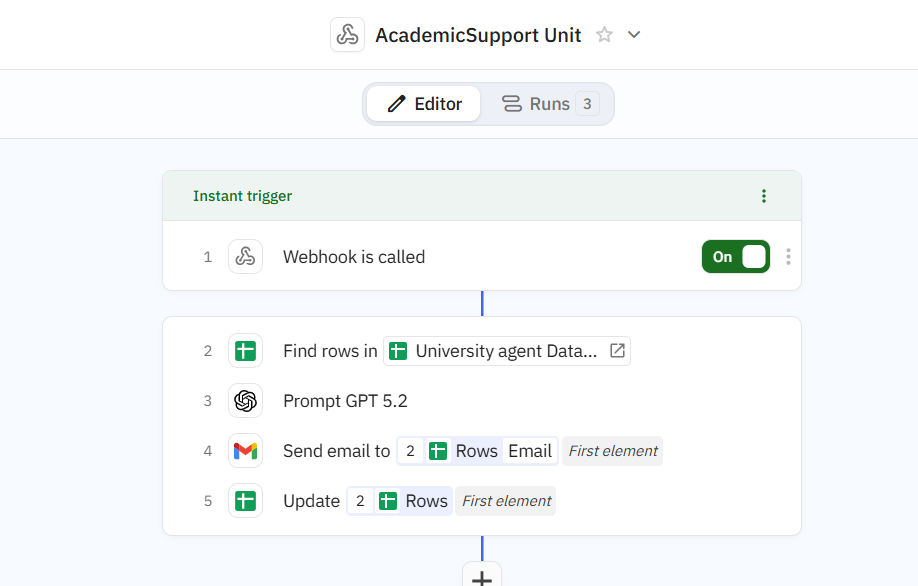 AcademicSupport Unit
Editor Runs 3
Instant trigger
1 Webhook is called On
2 Find rows in University agent Data...
3 Prompt GPT 5.2
4 Send email to 2 Rows Email First element
5 Update 2 Rows First element